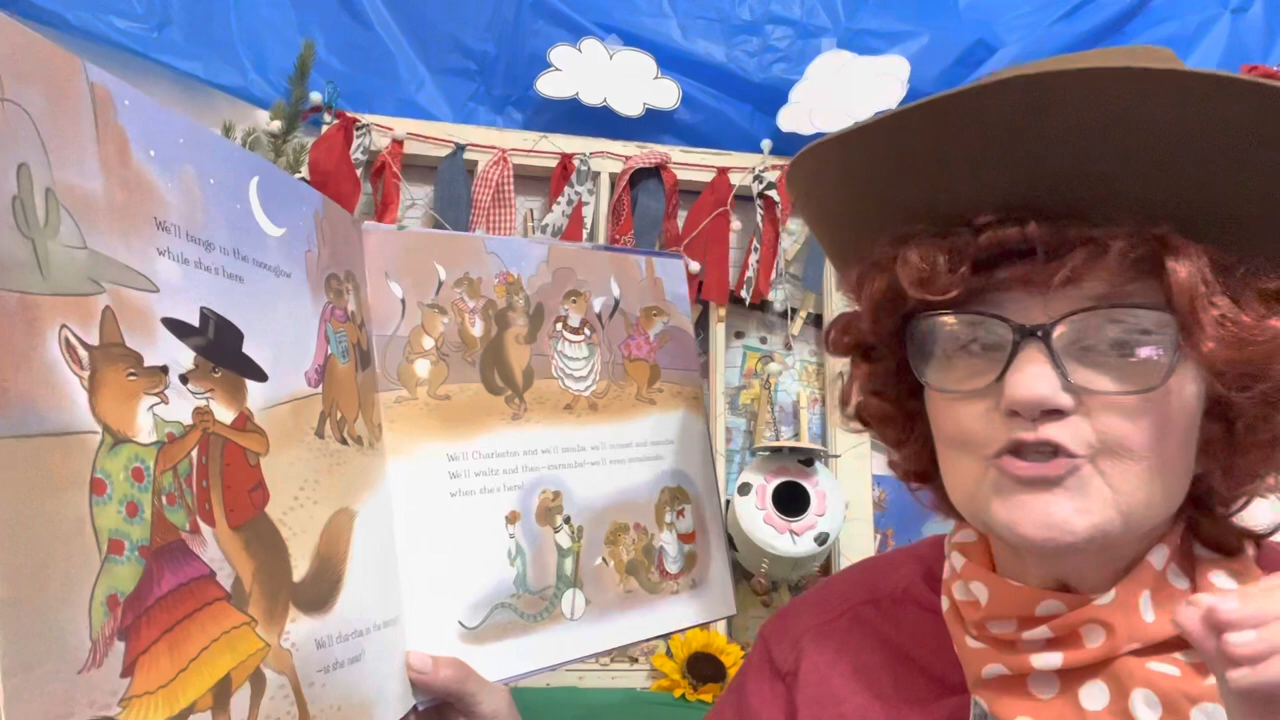 We'll tango in the moonglow
while she's here.
We'll cha-cha in the
—is she near?
We'll Charleston and we'll samba, we'll mosey and mamba.
We'll waltz and then—caramba!—we'll even
when she's here!